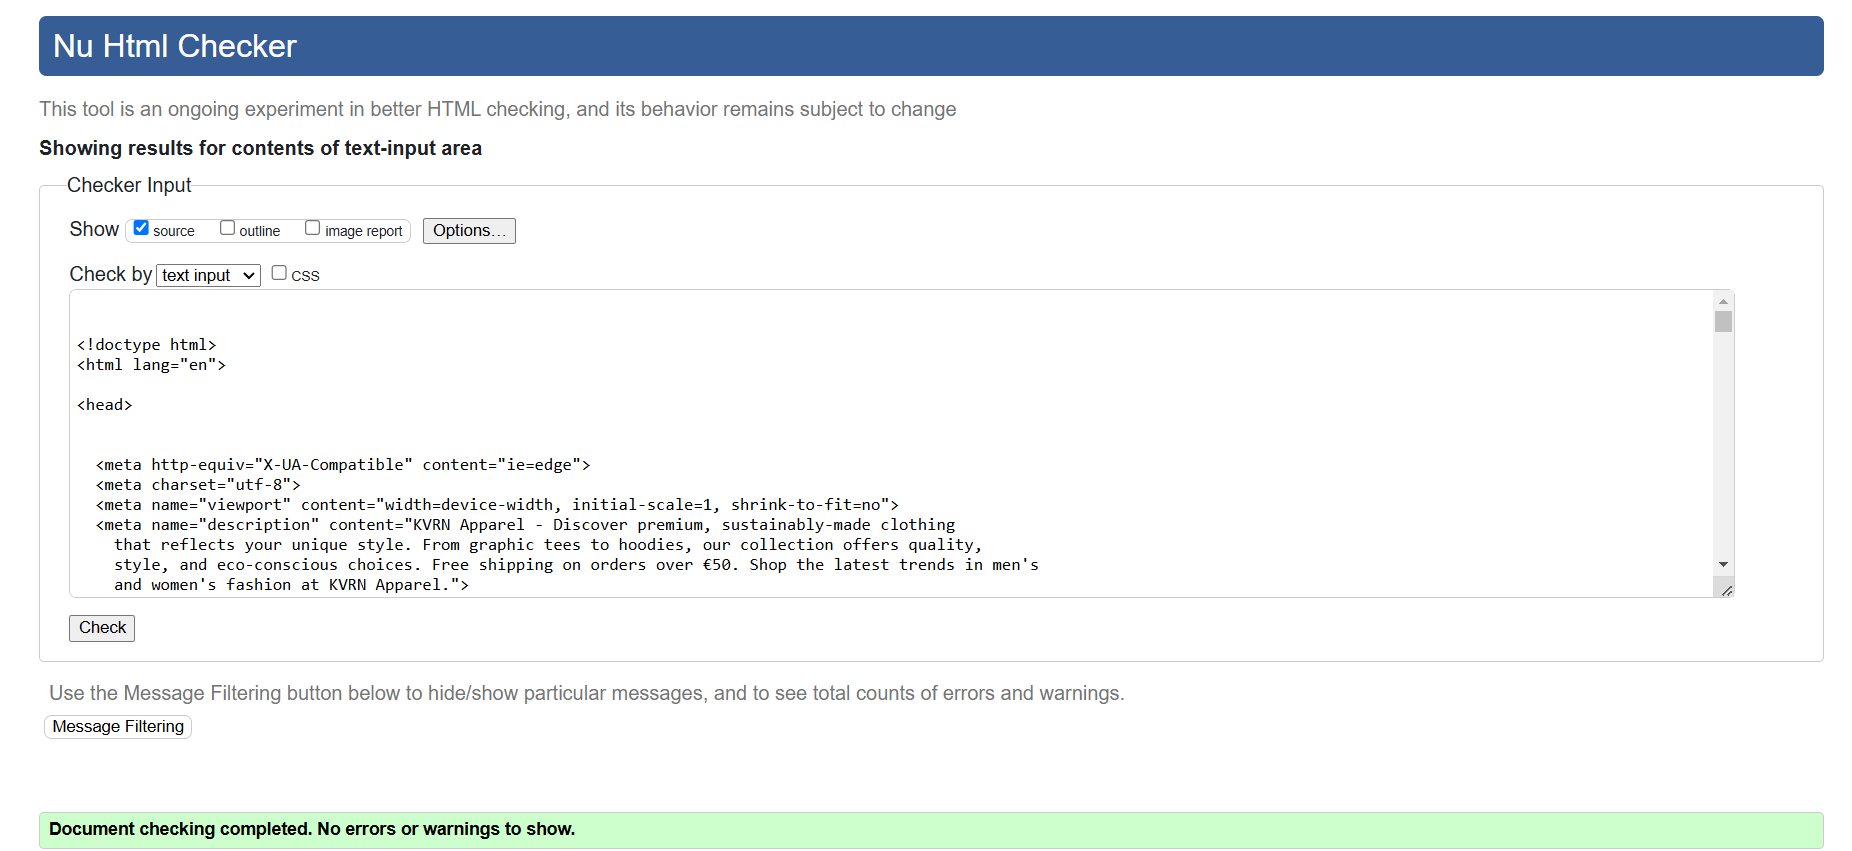 Nu Html Checker
This tool is an ongoing experiment in better HTML checking, and its behavior remains subject to change
Showing results for contents of text-input area
Checker Input
Show source outline image report Options...
Check by text input CSS
<!doctype html>
<html lang="en">
<head>
<meta http-equiv="X-UA-Compatible" content="ie=edge">
<meta charset="utf-8">
<meta name="viewport" content="width=device-width, initial-scale=1, shrink-to-fit=no">
<meta name="description" content="KVRN Apparel - Discover premium, sustainably-made clothing
that reflects your unique style. From graphic tees to hoodies, our collection offers quality,
style, and eco-conscious choices. Free shipping on orders over €50. Shop the latest trends in men's
and women's fashion at KVRN Apparel.">
Check
Use the Message Filtering button below to hide/show particular messages, and to see total counts of errors and warnings.
Message Filtering
Document checking completed. No errors or warnings to show.